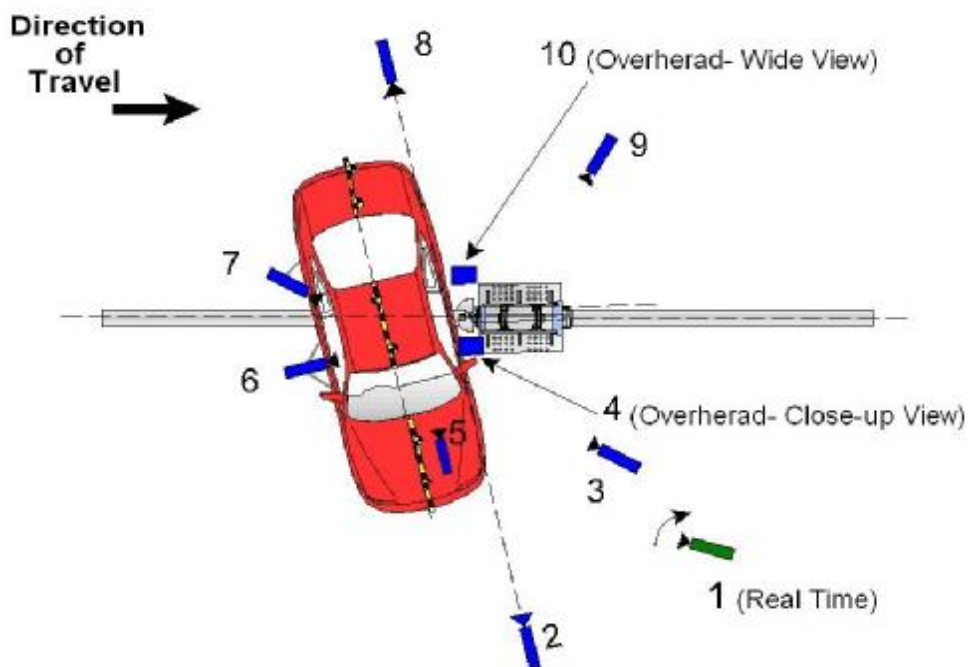 Direction
of
Travel
8
10 (Overherad- Wide View)
9
7
6
4 (Overherad- Close-up View)
5
3
1 (Real Time)
2